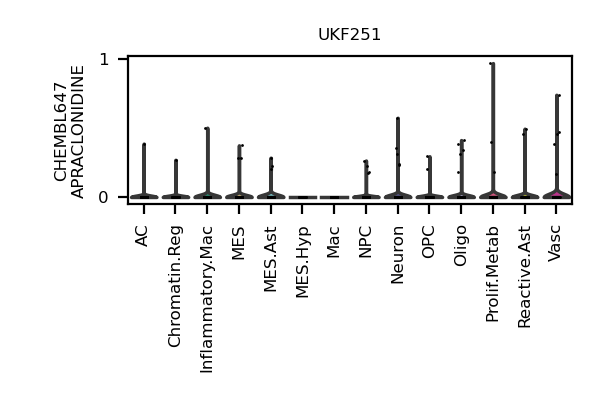 UKF251
CHEMBL647
APRACLONIDINE
1
0
AC
Chromatin.Reg
Inflammatory.Mac
MES
MES.Ast
MES.Hyp
Mac
NPC
Neuron
OPC
Oligo
Prolif.Metab
Reactive.Ast
Vasc